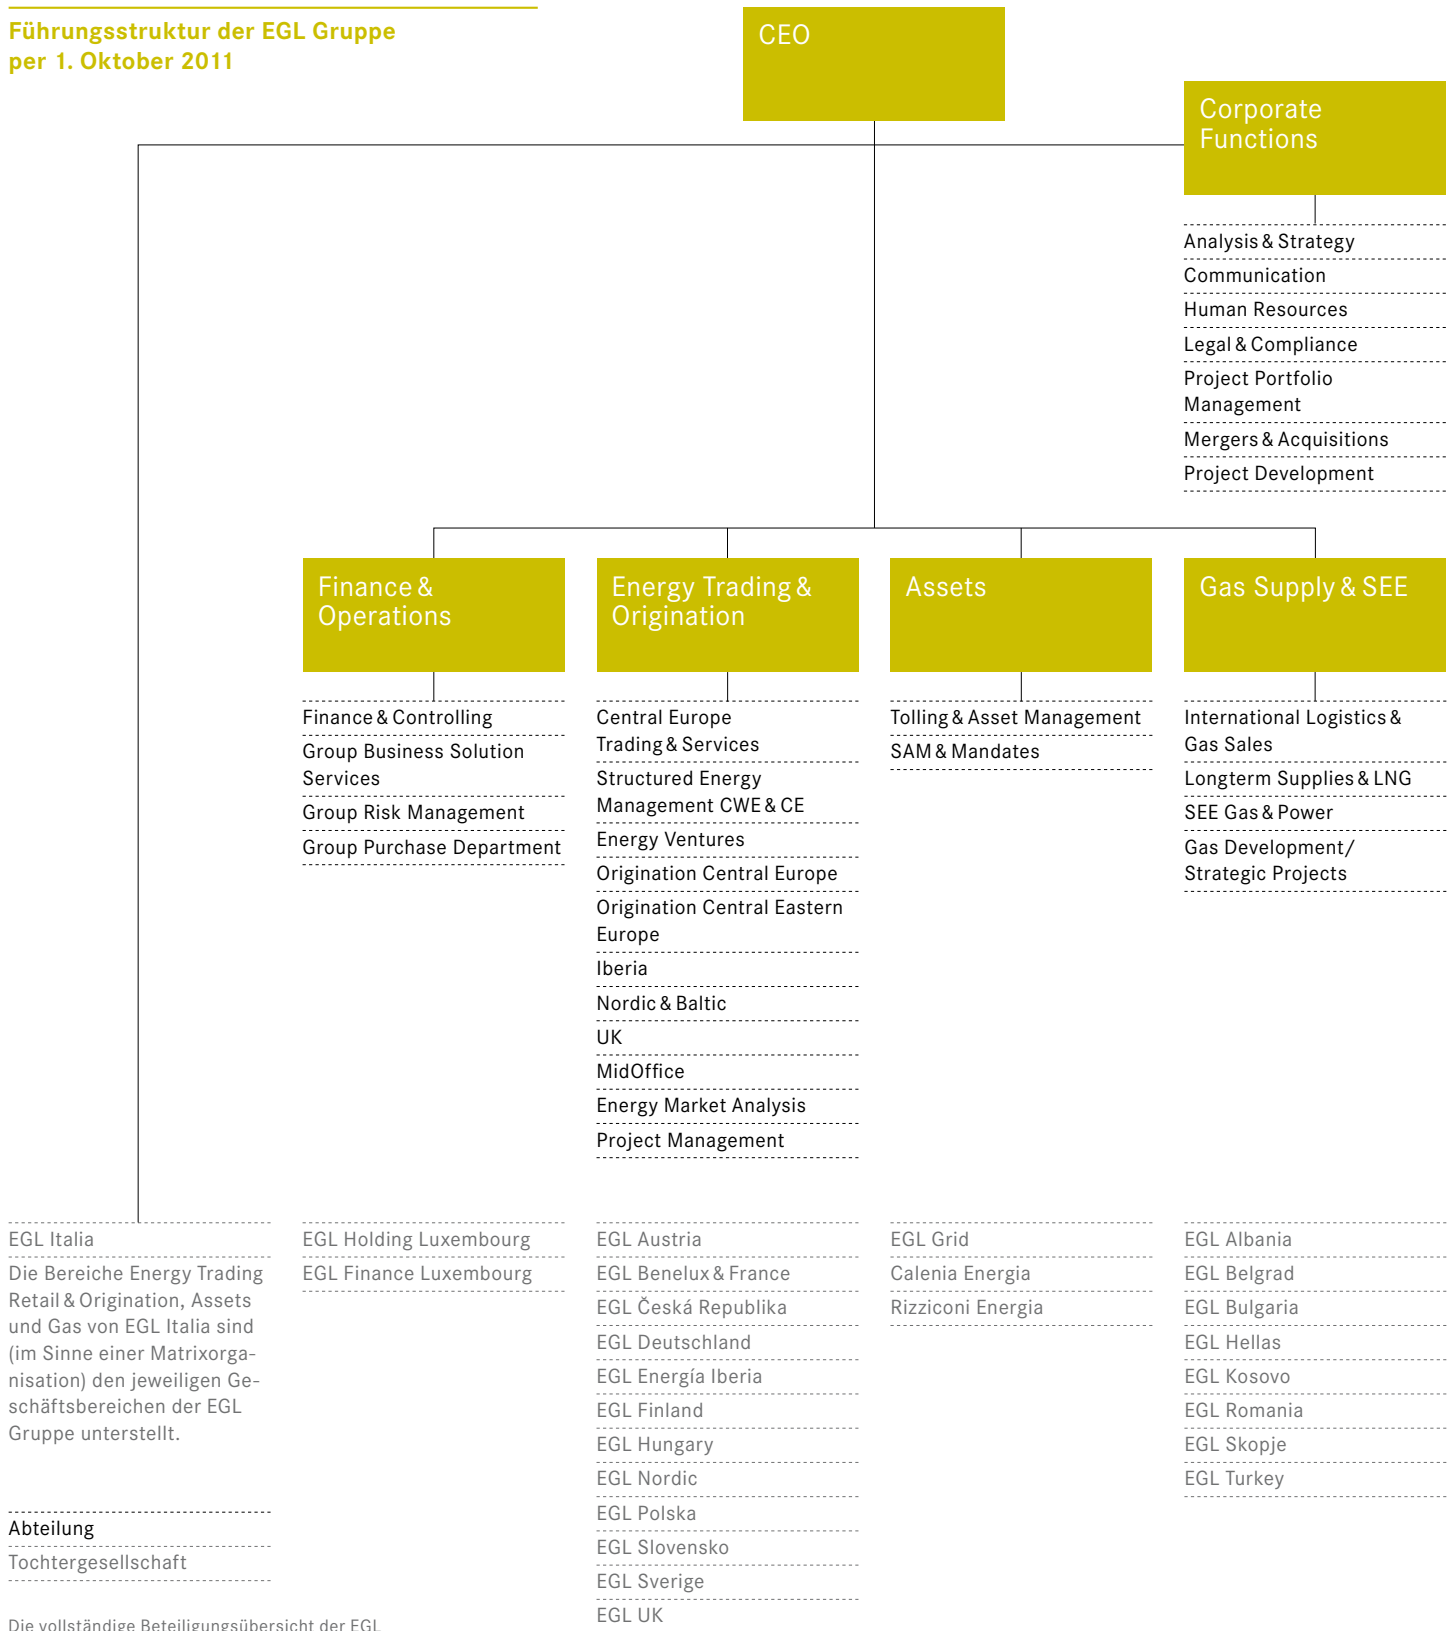 Führungsstruktur der EGL Gruppe
per 1. Oktober 2011
CEO
Corporate
Functions
Analysis & Strategy
Communication
Human Resources
Legal & Compliance
Project Portfolio
Management
Mergers & Acquisitions
Project Development
Finance &
Operations
Finance & Controlling
Group Business Solution
Services
Group Risk Management
Group Purchase Department
Energy Trading &
Origination
Central Europe
Trading & Services
Structured Energy
Management CWE & CE
Energy Ventures
Origination Central Europe
Origination Central Eastern
Europe
Iberia
Nordic & Baltic
UK
MidOffice
Energy Market Analysis
Project Management
Assets
Tolling & Asset Management
SAM & Mandates
Gas Supply & SEE
International Logistics &
Gas Sales
Longterm Supplies & LNG
SEE Gas & Power
Gas Development/
Strategic Projects
EGL Italia
Die Bereiche Energy Trading
Retail & Origination, Assets
und Gas von EGL Italia sind
(im Sinne einer Matrixorga-
nisation) den jeweiligen Ge-
schäftsbereichen der EGL
Gruppe unterstellt.
EGL Holding Luxembourg
EGL Finance Luxembourg
EGL Austria
EGL Benelux & France
EGL Česká Republika
EGL Deutschland
EGL Energía Iberia
EGL Finland
EGL Hungary
EGL Nordic
EGL Polska
EGL Slovensko
EGL Sverige
EGL UK
EGL Grid
Calenia Energia
Rizziconi Energia
EGL Albania
EGL Belgrad
EGL Bulgaria
EGL Hellas
EGL Kosovo
EGL Romania
EGL Skopje
EGL Turkey
Abteilung
Tochtergesellschaft
Die vollständige Beteiligungsübersicht der EGL